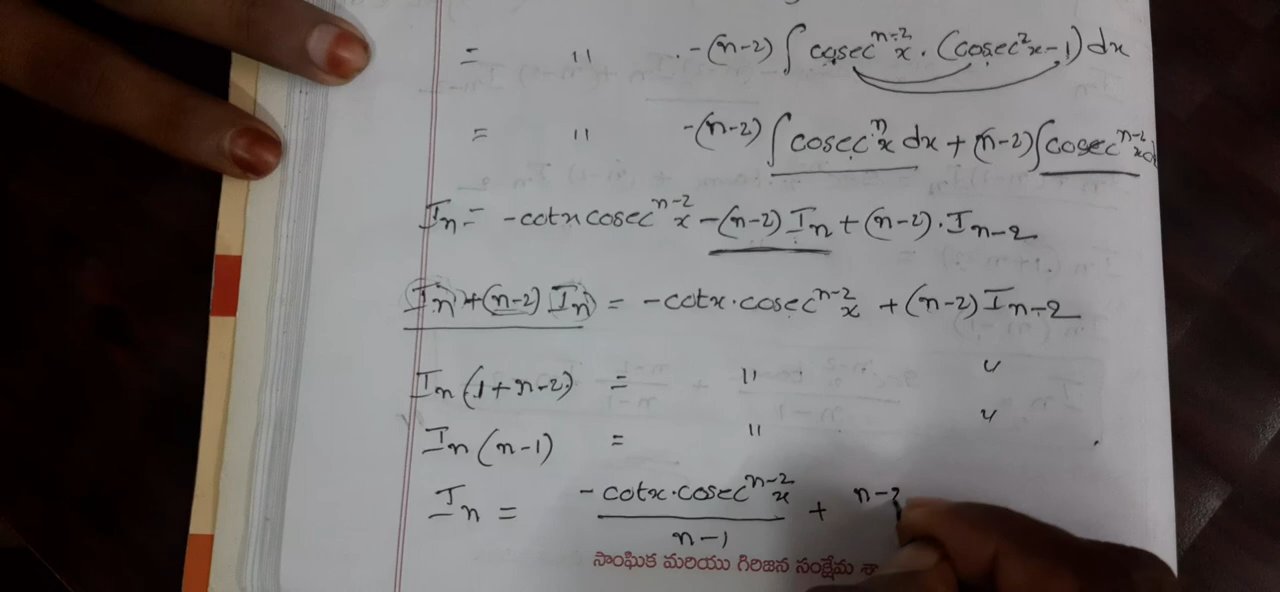 = " -(n-2) ∫ cosec^{n-2} x . (cosec²x-1) dx
= " -(n-2) ∫ cosec^n x dx + (n-2) ∫ cosec^{n-2} x d
I_n = -cotx cosec^{n-2} x -(n-2) I_n + (n-2). I_{n-2}
I_n + (n-2) I_n = -cotx.cosec^{n-2} x + (n-2) I_{n-2}
I_n (1+n-2) = " "
I_n (n-1) = " "
I_n = \frac{-cotx.cosec^{n-2} x}{n-1} + n-2
సాంఘిక మరియు గిరిజన సంక్షేమ శా